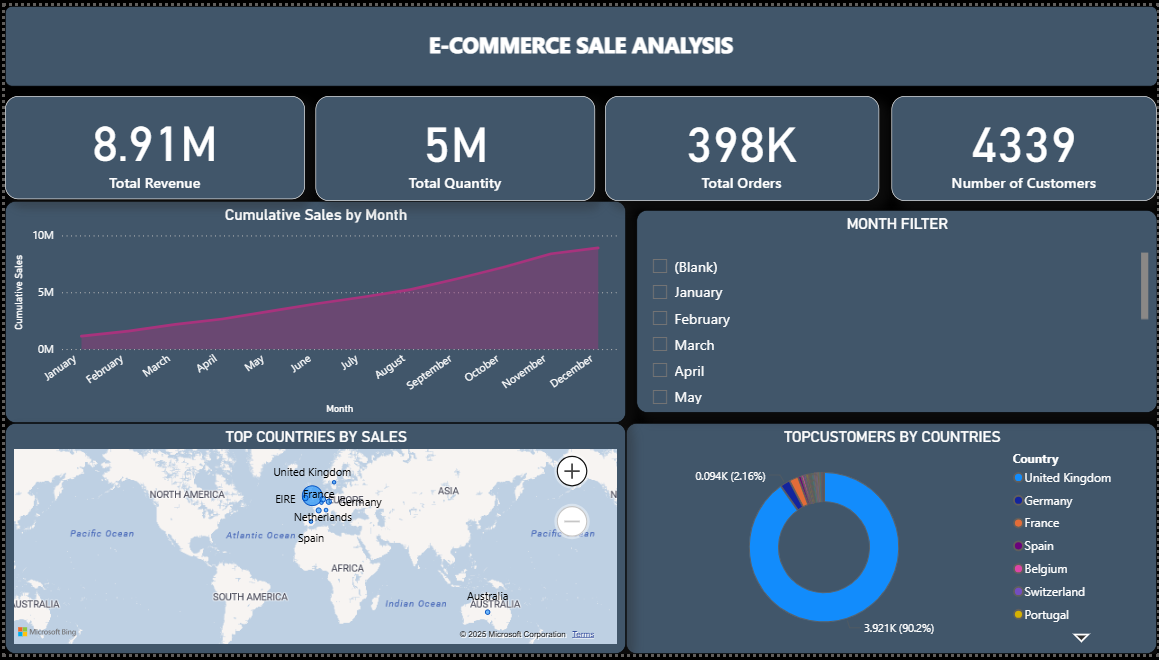 E-COMMERCE SALE ANALYSIS
8.91M
Total Revenue
5M
Total Quantity
398K
Total Orders
4339
Number of Customers
Cumulative Sales by Month
10M
5M
0M
Cumulative Sales
January
February
March
April
May
June
July
August
September
October
November
December
Month
MONTH FILTER
(Blank)
January
February
March
April
May
TOP COUNTRIES BY SALES
United Kingdom
NORTH AMERICA
EIRE
France
EUROPE
Germany
ASIA
N
Netherlands
Pacific Ocean
Atlantic Ocean
Spain
Pacific Ocean
AFRICA
SOUTH AMERICA
Australia
AUSTRALIA
Indian Ocean
AUSTRALIA
Microsoft Bing
© 2025 Microsoft Corporation Terms
TOPCUSTOMERS BY COUNTRIES
0.094K (2.16%)
3.921K (90.2%)
Country
United Kingdom
Germany
France
Spain
Belgium
Switzerland
Portugal